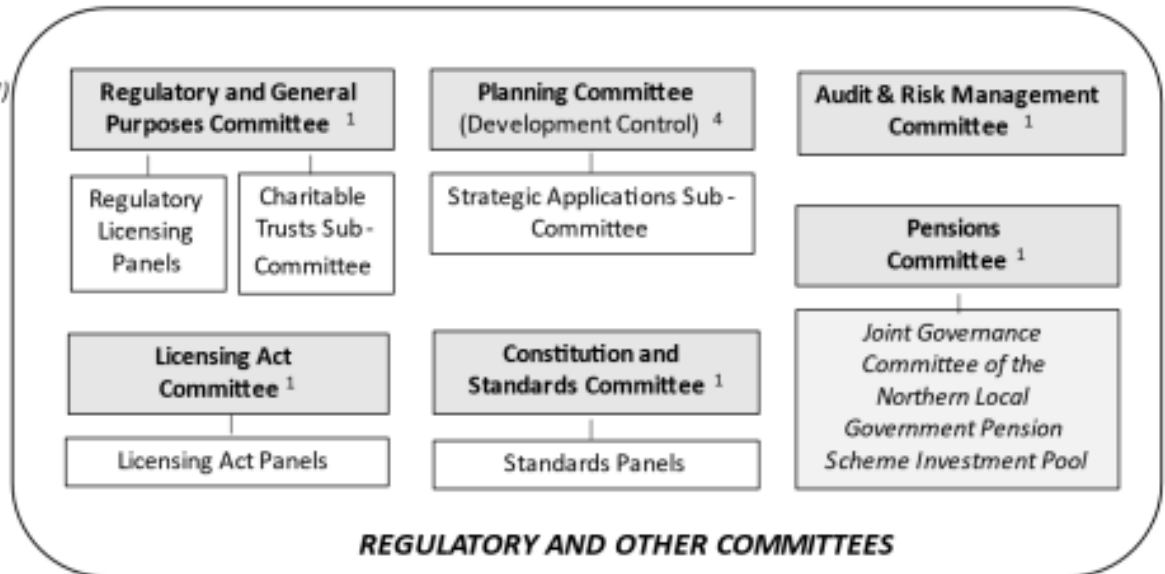 Regulatory and General
Purposes Committee 1
Regulatory
Licensing
Panels
Charitable
Trusts Sub-
Committee
Planning Committee
(Development Control) 4
Strategic Applications Sub-
Committee
Audit & Risk Management
Committee 1
Pensions
Committee 1
Joint Governance
Committee of the
Northern Local
Government Pension
Scheme Investment Pool
Licensing Act
Committee 1
Licensing Act Panels
Constitution and
Standards Committee 1
Standards Panels
REGULATORY AND OTHER COMMITTEES